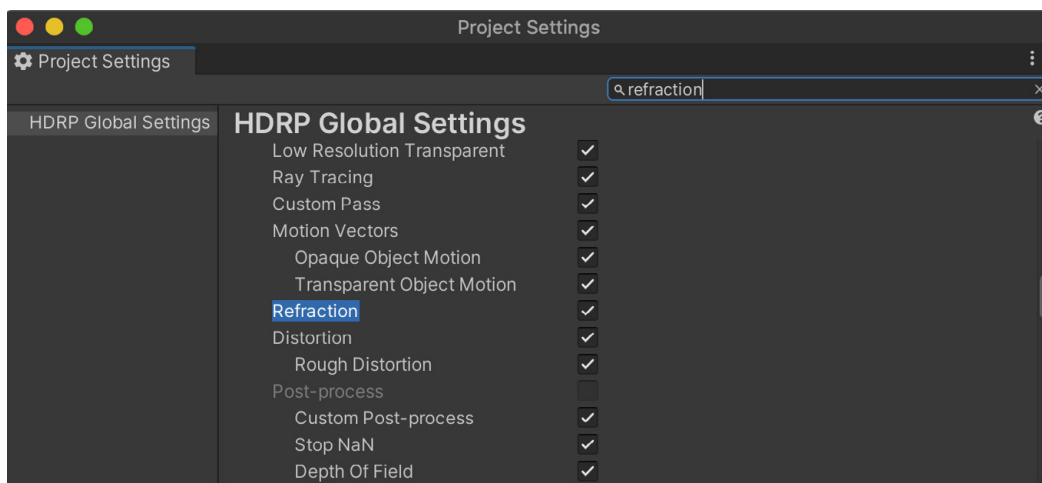 Project Settings
Project Settings
refraction
HDRP Global Settings
HDRP Global Settings
Low Resolution Transparent
Ray Tracing
Custom Pass
Motion Vectors
Opaque Object Motion
Transparent Object Motion
Refraction
Distortion
Rough Distortion
Post-process
Custom Post-process
Stop NaN
Depth Of Field